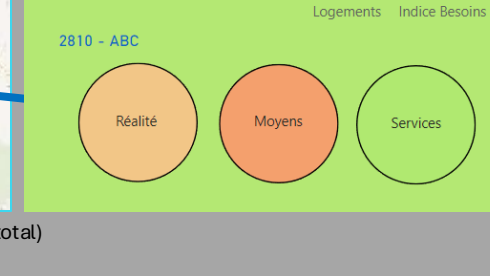 Logements Indice Besoins
2810 - ABC
Réalité Moyens Services
otal)